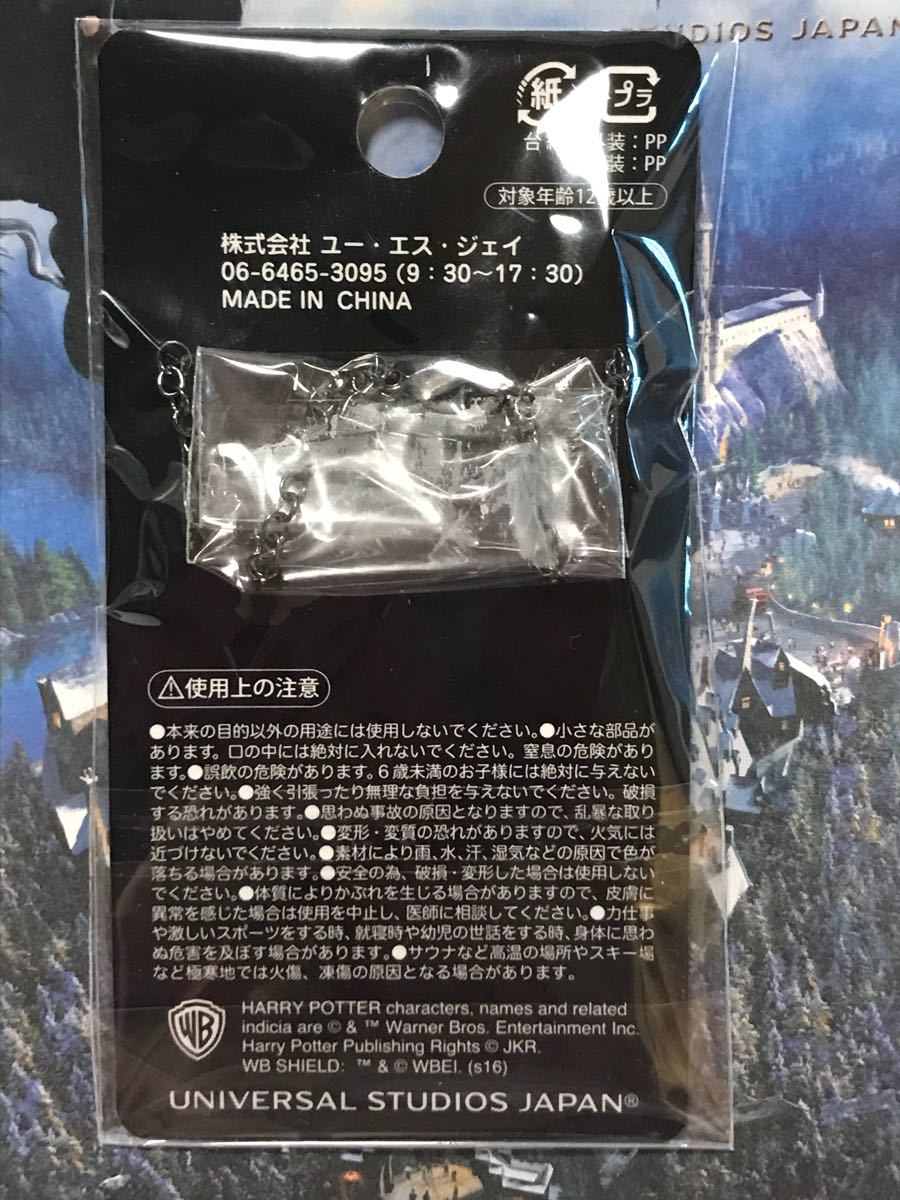 STUDIOS JAPAN
紙 プラ
台紙 装：PP
装：PP
対象年齢12歳以上
株式会社 ユー・エス・ジェイ
06-6465-3095 (9：30～17：30)
MADE IN CHINA
⚠使用上の注意
●本来の目的以外の用途には使用しないでください。●小さな部品が
あります。口の中には絶対に入れないでください。窒息の危険があり
ます。●誤飲の危険があります。6歳未満のお子様には絶対に与えない
でください。●強く引張ったり無理な負担を与えないでください。破損
する恐れがあります。●思わぬ事故の原因となりますので、乱暴な取り
扱いはやめてください。●変形・変質の恐れがありますので、火気には
近づけないでください。●素材により雨、水、汗、湿気などの原因で色が
落ちる場合があります。●安全の為、破損・変形した場合は使用しない
でください。●体質によりかぶれを生じる場合がありますので、皮膚に
異常を感じた場合は使用を中止し、医師に相談してください。●力仕事
や激しいスポーツをする時、就寝時や幼児の世話をする時、身体に思わ
ぬ危害を及ぼす場合があります。●サウナなど高温の場所やスキー場
など極寒地では火傷、凍傷の原因となる場合があります。
WB
HARRY POTTER characters, names and related
indicia are © & ™ Warner Bros. Entertainment Inc.
Harry Potter Publishing Rights © JKR.
WB SHIELD: ™ & © WBEI. (s16)
UNIVERSAL STUDIOS JAPAN®